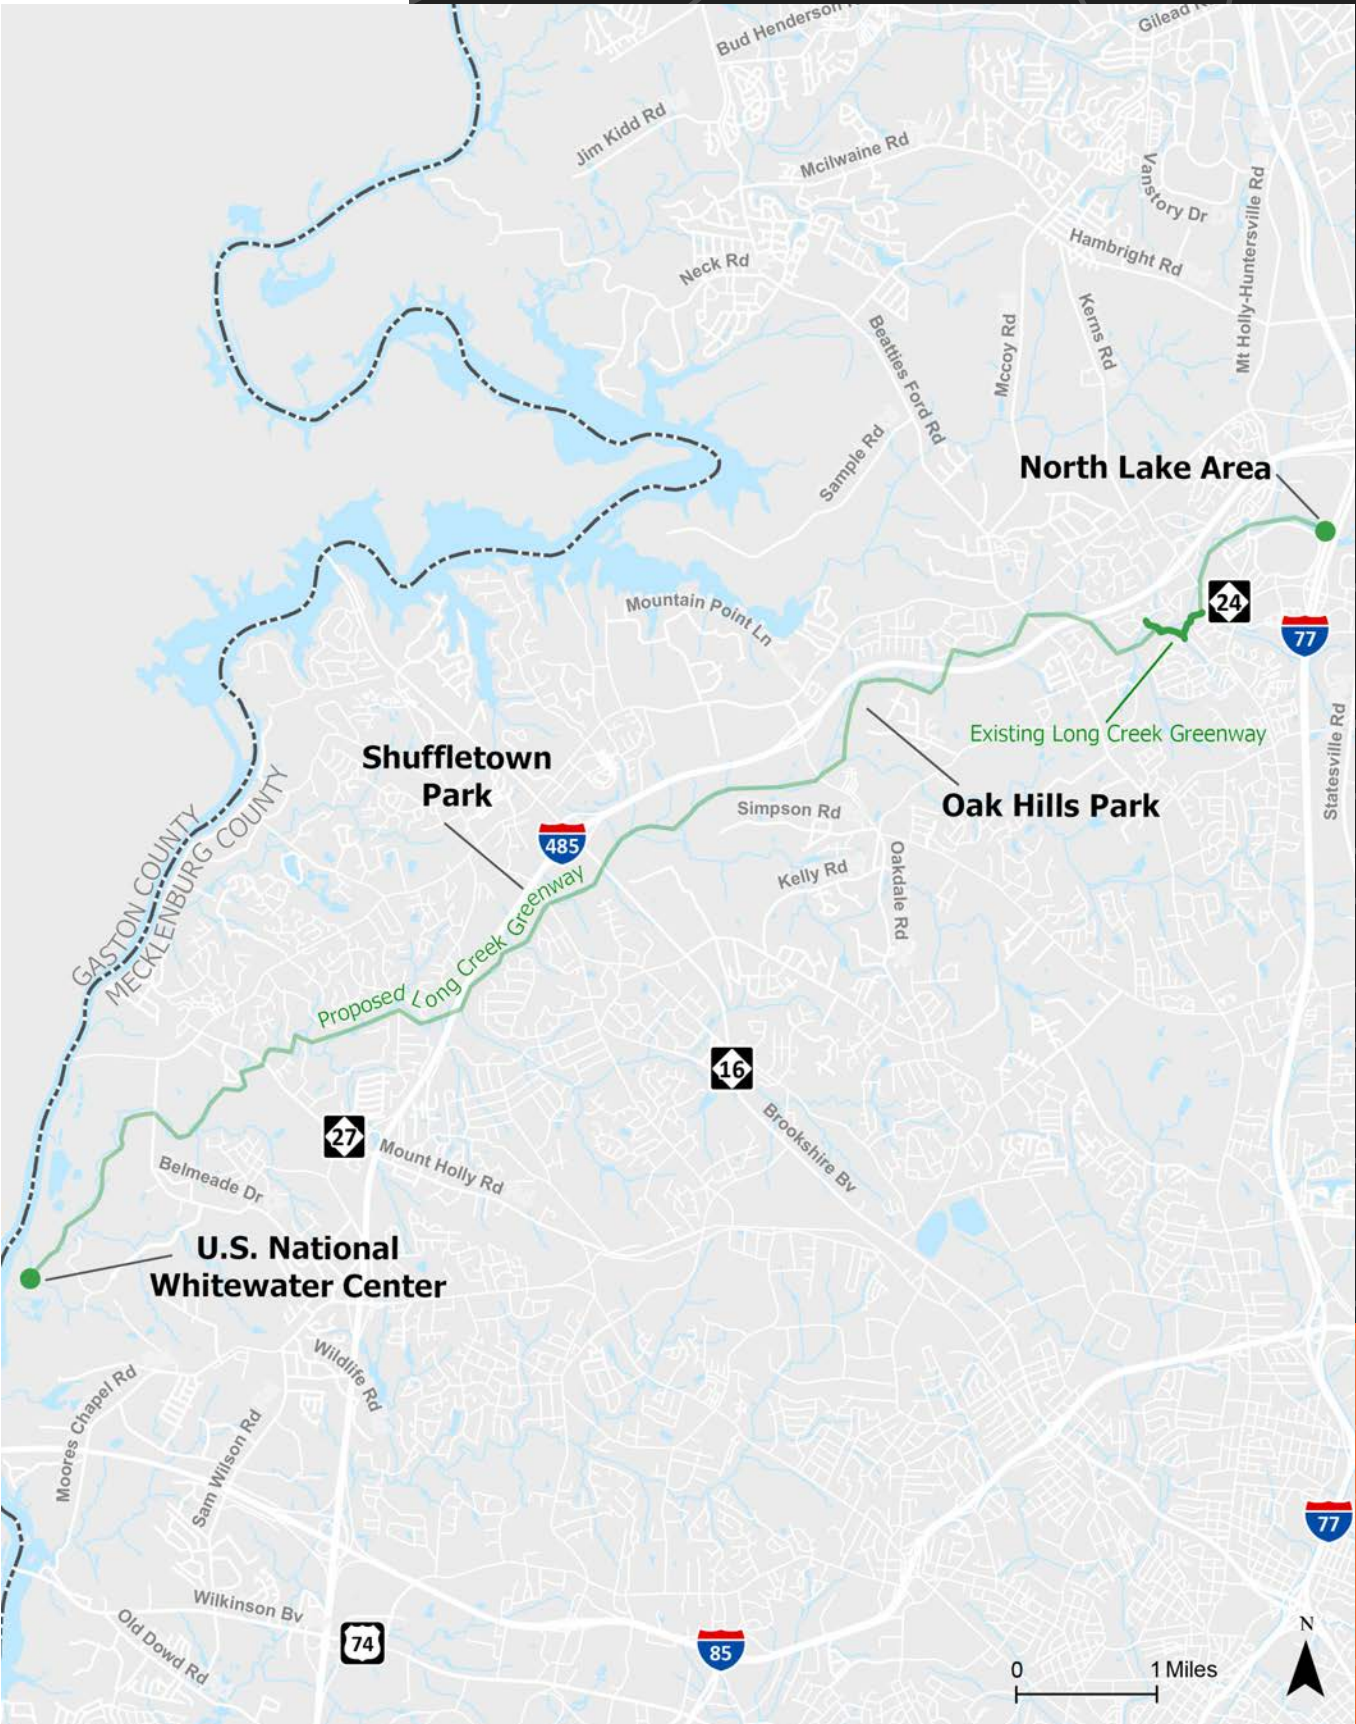 Bud Henderson
Gilead
Jim Kidd Rd
Mcilwaine Rd
Vanstory Dr
Mt Holly-Huntersville Rd
Hambright Rd
Neck Rd
Kerns Rd
Mccoy Rd
Beatties Ford Rd
Sample Rd
North Lake Area
24
77
Mountain Point Ln
Existing Long Creek Greenway
Statesville Rd
Shuffletown
Park
Oak Hills Park
Simpson Rd
485
Kelly Rd
Oakdale Rd
GASTON COUNTY
MECKLENBURG COUNTY
Proposed Long Creek Greenway
16
27
Brookshire Bv
Mount Holly Rd
Belmeade Dr
U.S. National
Whitewater Center
Wildlife Rd
Moores Chapel Rd
Sam Wilson Rd
77
Wilkinson Bv
Old Dowd Rd
74
85
N
0 1 Miles